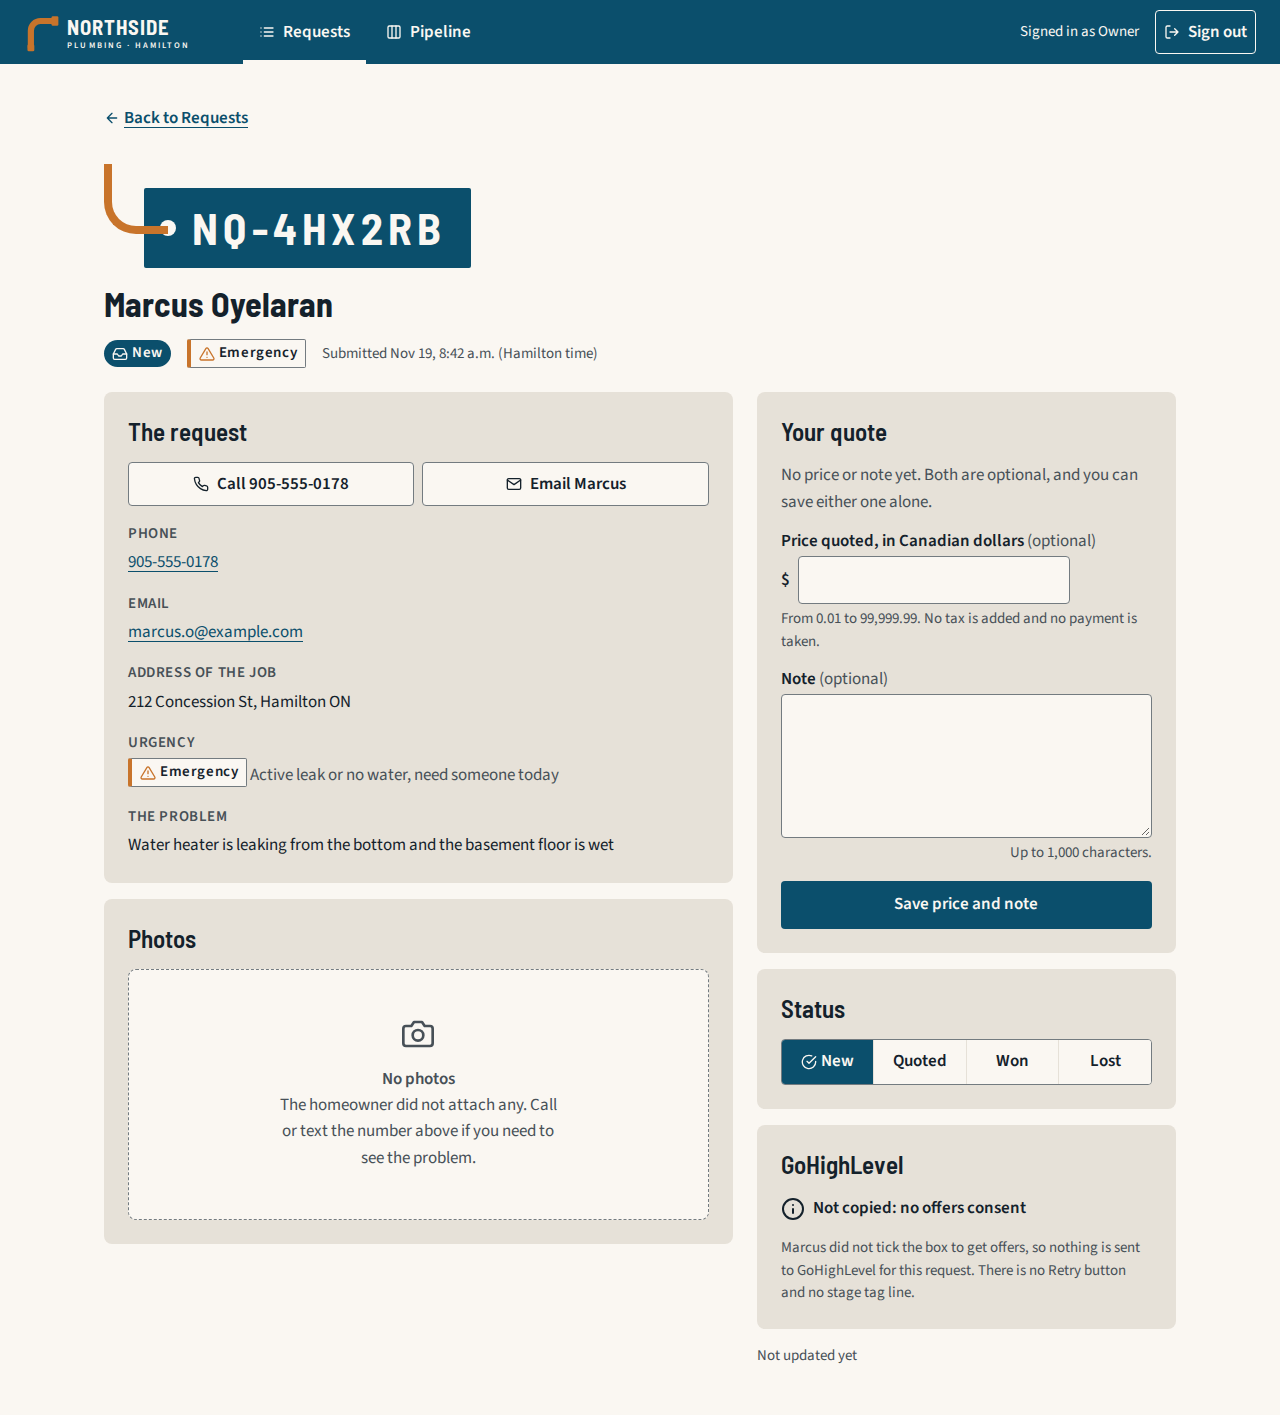 NORTHSIDE
PLUMBING · HAMILTON
Requests
Pipeline
Signed in as Owner
Sign out
Back to Requests
NQ-4HX2RB
Marcus Oyelaran
New
Emergency
Submitted Nov 19, 8:42 a.m. (Hamilton time)
The request
Call 905-555-0178
Email Marcus
PHONE
905-555-0178
EMAIL
marcus.o@example.com
ADDRESS OF THE JOB
212 Concession St, Hamilton ON
URGENCY
Emergency Active leak or no water, need someone today
THE PROBLEM
Water heater is leaking from the bottom and the basement floor is wet
Photos
No photos
The homeowner did not attach any. Call
or text the number above if you need to
see the problem.
Your quote
No price or note yet. Both are optional, and you can
save either one alone.
Price quoted, in Canadian dollars (optional)
$
From 0.01 to 99,999.99. No tax is added and no payment is
taken.
Note (optional)
Up to 1,000 characters.
Save price and note
Status
New
Quoted
Won
Lost
GoHighLevel
Not copied: no offers consent
Marcus did not tick the box to get offers, so nothing is sent
to GoHighLevel for this request. There is no Retry button
and no stage tag line.
Not updated yet